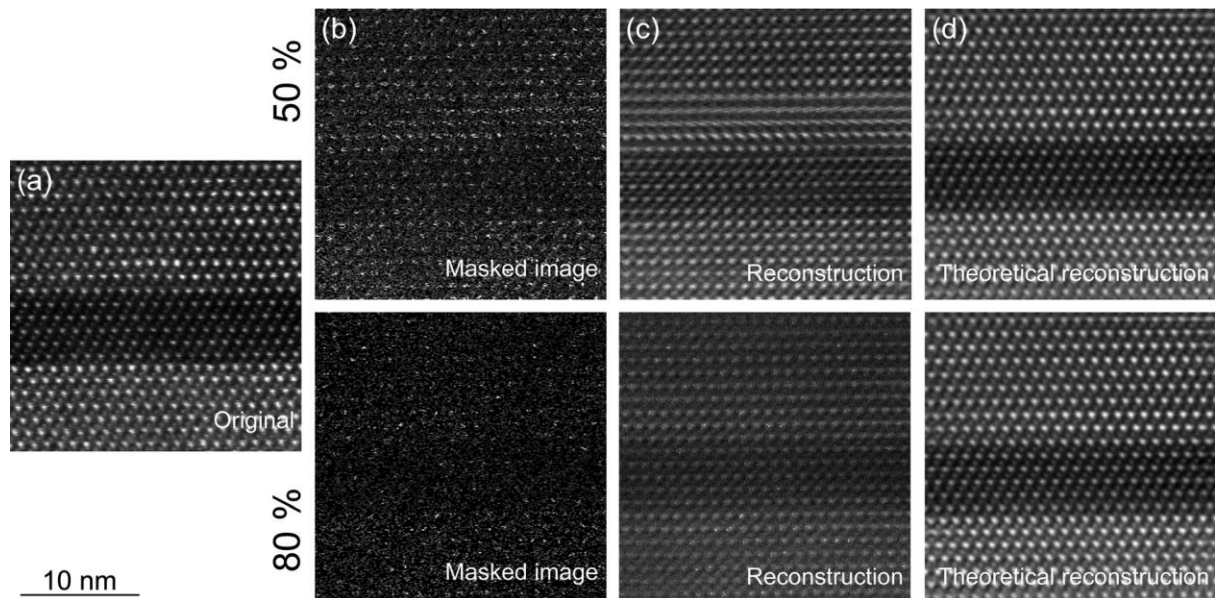 50 %
(b)
Masked image
(c)
Reconstruction
(d)
Theoretical reconstruction
(a)
Original
80 %
Masked image
Reconstruction
Theoretical reconstruction
10 nm